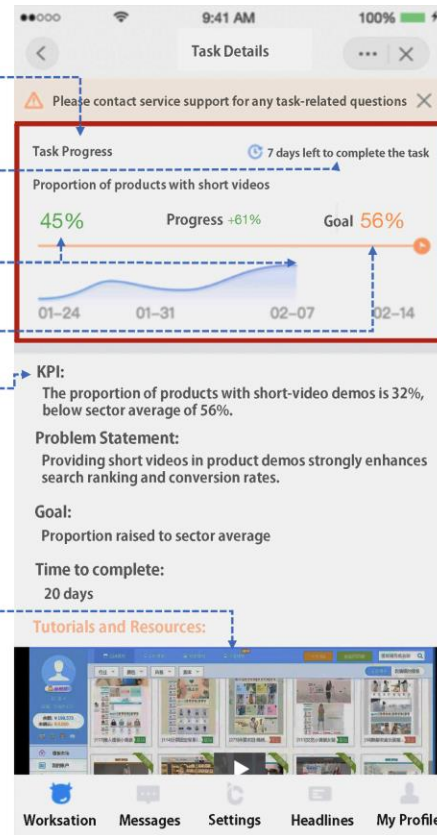 9:41 AM
100%
Task Details
Please contact service support for any task-related questions
Task Progress
7 days left to complete the task
Proportion of products with short videos
45%
Progress +61%
Goal 56%
01-24
01-31
02-07
02-14
KPI:
The proportion of products with short-video demos is 32%,
below sector average of 56%.
Problem Statement:
Providing short videos in product demos strongly enhances
search ranking and conversion rates.
Goal:
Proportion raised to sector average
Time to complete:
20 days
Tutorials and Resources:
Worksation
Messages
Settings
Headlines
My Profile